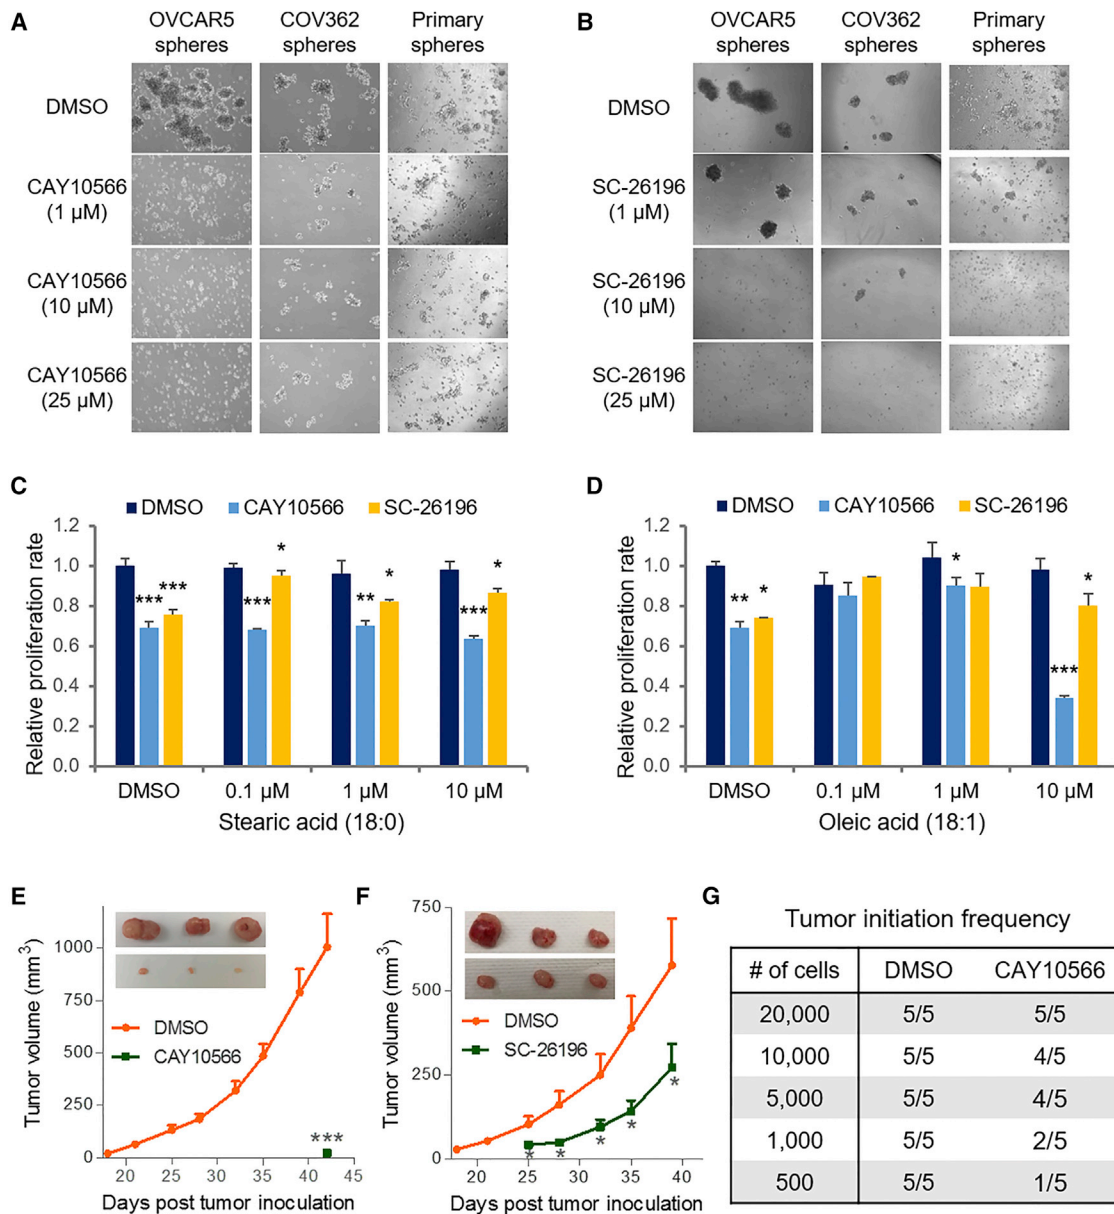 A
OVCAR5 spheres
COV362 spheres
Primary spheres
DMSO
CAY10566
(1 µM)
CAY10566
(10 µM)
CAY10566
(25 µM)
B
OVCAR5 spheres
COV362 spheres
Primary spheres
DMSO
SC-26196
(1 µM)
SC-26196
(10 µM)
SC-26196
(25 µM)
C
DMSO CAY10566 SC-26196
Relative proliferation rate
1.2
1.0
0.8
0.6
0.4
0.2
0.0
*** ***
*** *
** *
*** *
DMSO 0.1 µM 1 µM 10 µM
Stearic acid (18:0)
D
DMSO CAY10566 SC-26196
Relative proliferation rate
1.2
1.0
0.8
0.6
0.4
0.2
0.0
** *
*
*** *
DMSO 0.1 µM 1 µM 10 µM
Oleic acid (18:1)
E
Tumor volume (mm³)
1000
750
500
250
0
DMSO
CAY10566
***
20 25 30 35 40 45
Days post tumor inoculation
F
Tumor volume (mm³)
750
500
250
0
DMSO
SC-26196
* * * * *
20 25 30 35 40
Days post tumor inoculation
G
Tumor initiation frequency
# of cells DMSO CAY10566
20,000 5/5 5/5
10,000 5/5 4/5
5,000 5/5 4/5
1,000 5/5 2/5
500 5/5 1/5